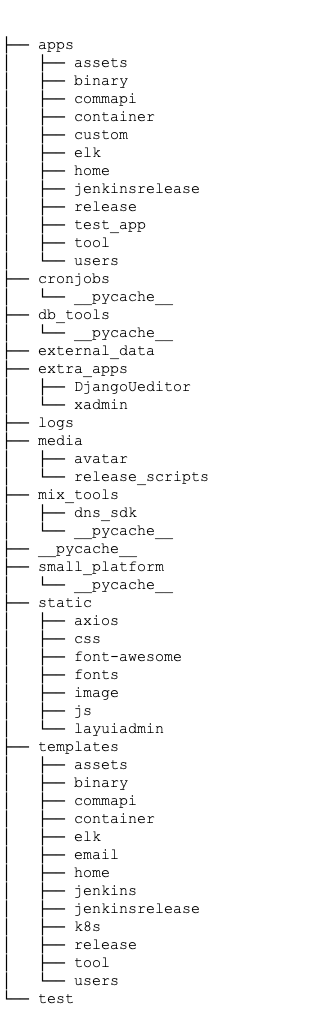 ├── apps
│   ├── assets
│   ├── binary
│   ├── commapi
│   ├── container
│   ├── custom
│   ├── elk
│   ├── home
│   ├── jenkinsrelease
│   ├── release
│   ├── test_app
│   ├── tool
│   └── users
├── cronjobs
│   └── __pycache__
├── db_tools
│   └── __pycache__
├── external_data
├── extra_apps
│   ├── DjangoUeditor
│   └── xadmin
├── logs
├── media
│   ├── avatar
│   └── release_scripts
├── mix_tools
│   ├── dns_sdk
│   └── __pycache__
├── __pycache__
├── small_platform
│   └── __pycache__
├── static
│   ├── axios
│   ├── css
│   ├── font-awesome
│   ├── fonts
│   ├── image
│   ├── js
│   └── layuiadmin
├── templates
│   ├── assets
│   ├── binary
│   ├── commapi
│   ├── container
│   ├── elk
│   ├── email
│   ├── home
│   ├── jenkins
│   ├── jenkinsrelease
│   ├── k8s
│   ├── release
│   ├── tool
│   └── users
└── test